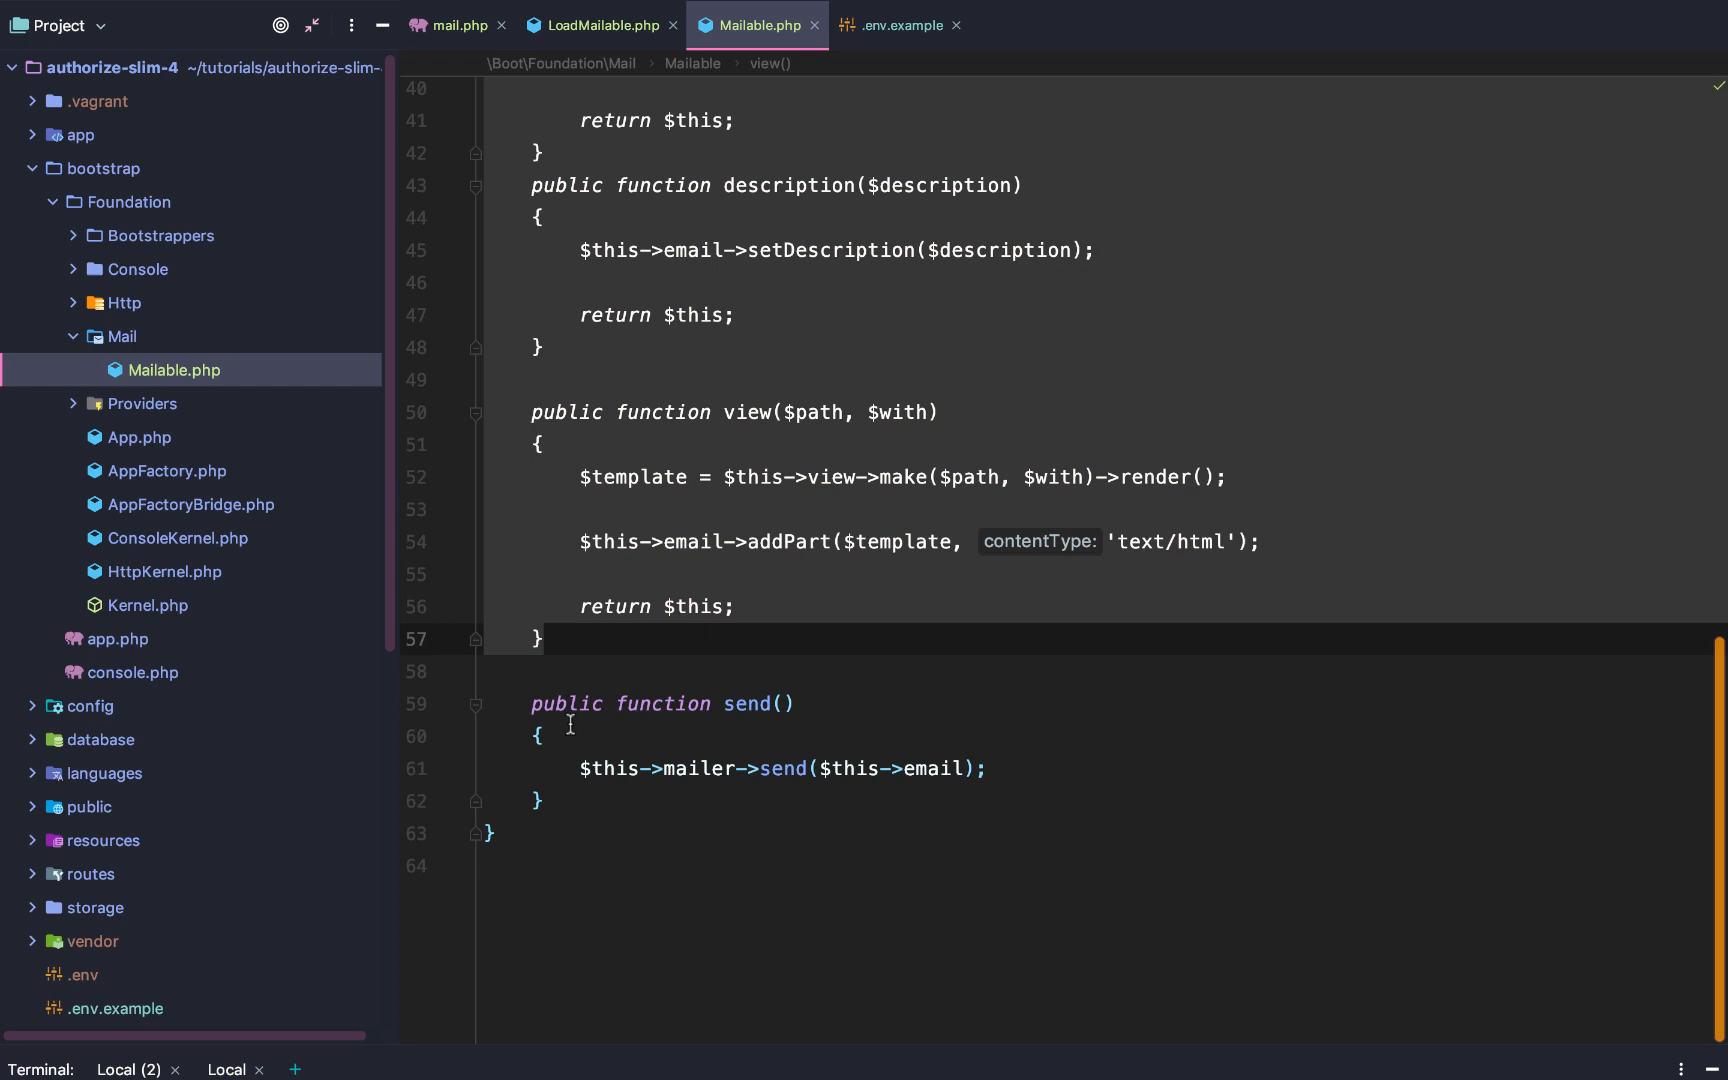 Project
mail.php
LoadMailable.php
Mailable.php
.env.example
authorize-slim-4 ~/tutorials/authorize-slim-
.vagrant
app
bootstrap
Foundation
Bootstrappers
Console
Http
Mail
Mailable.php
Providers
App.php
AppFactory.php
AppFactoryBridge.php
ConsoleKernel.php
HttpKernel.php
Kernel.php
app.php
console.php
config
database
languages
public
resources
routes
storage
vendor
.env
.env.example
\Boot\Foundation\Mail › Mailable › view()
40
41 return $this;
42 }
43 public function description($description)
44 {
45 $this->email->setDescription($description);
46
47 return $this;
48 }
49
50 public function view($path, $with)
51 {
52 $template = $this->view->make($path, $with)->render();
53
54 $this->email->addPart($template, contentType: 'text/html');
55
56 return $this;
57 }
58
59 public function send()
60 {
61 $this->mailer->send($this->email);
62 }
63 }
64
Terminal: Local (2) × Local × +